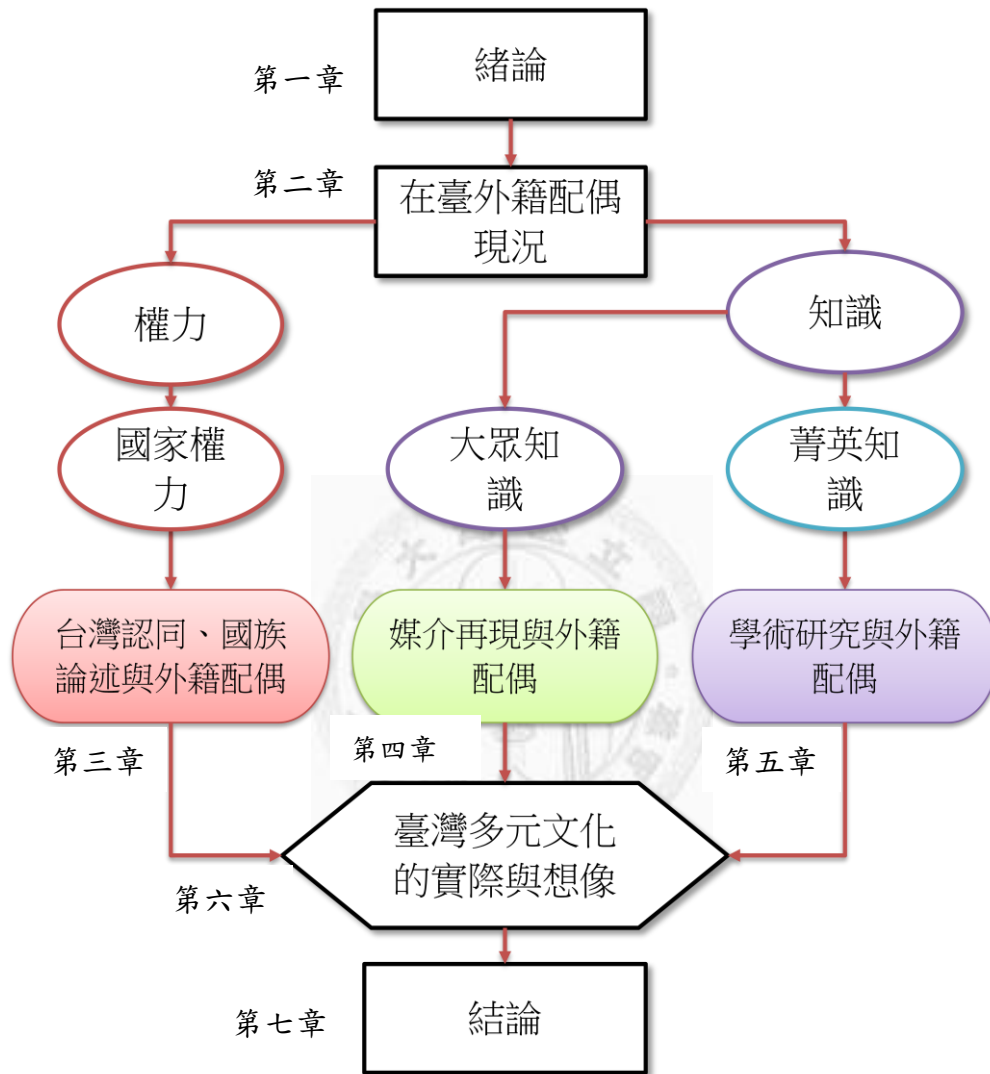 第一章
緒論
第二章
在臺外籍配偶
現況
權力
知識
國家權
力
大眾知
識
菁英知
識
台灣認同、國族
論述與外籍配偶
媒介再現與外籍
配偶
學術研究與外籍
配偶
第三章
第四章
第五章
臺灣多元文化
的實際與想像
第六章
第七章
結論